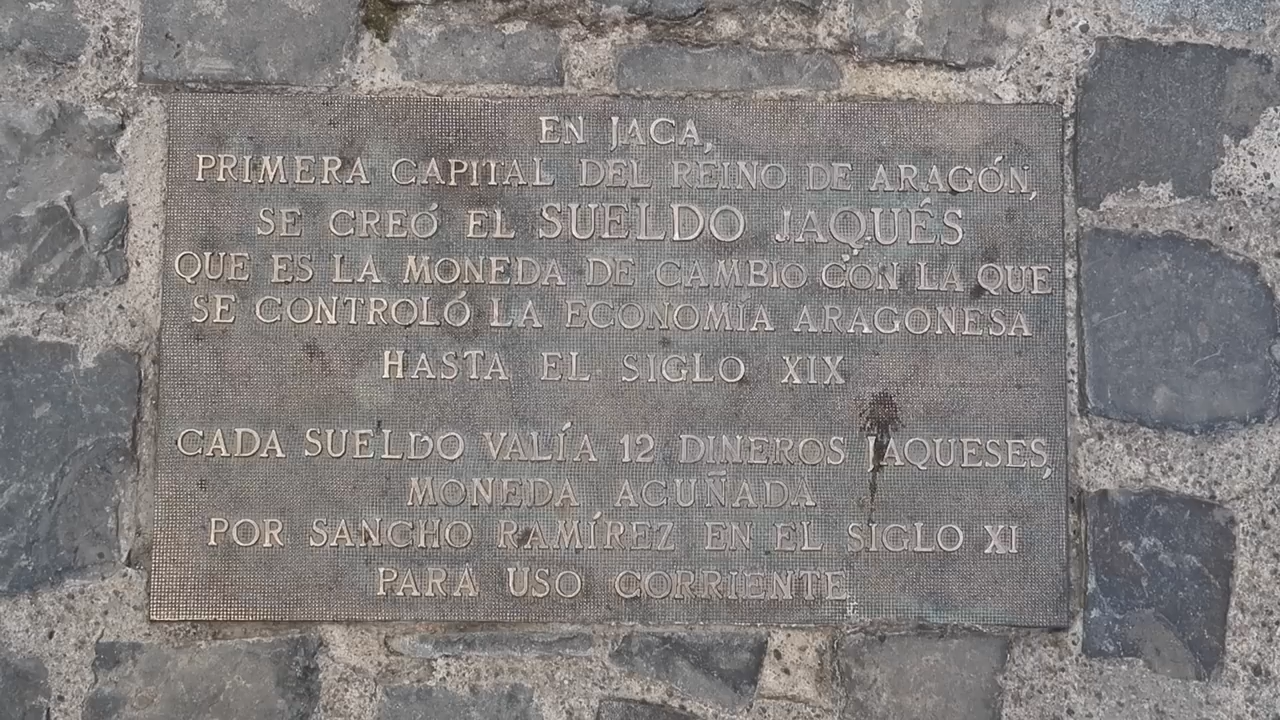 EN JACA,
PRIMERA CAPITAL DEL REINO DE ARAGÓN,
SE CREÓ EL SUELDO JAQUÉS
QUE ES LA MONEDA DE CAMBIO CON LA QUE
SE CONTROLÓ LA ECONOMÍA ARAGONESA
HASTA EL SIGLO XIX
CADA SUELDO VALÍA 12 DINEROS JAQUESES,
MONEDA ACUÑADA
POR SANCHO RAMÍREZ EN EL SIGLO XI
PARA USO CORRIENTE